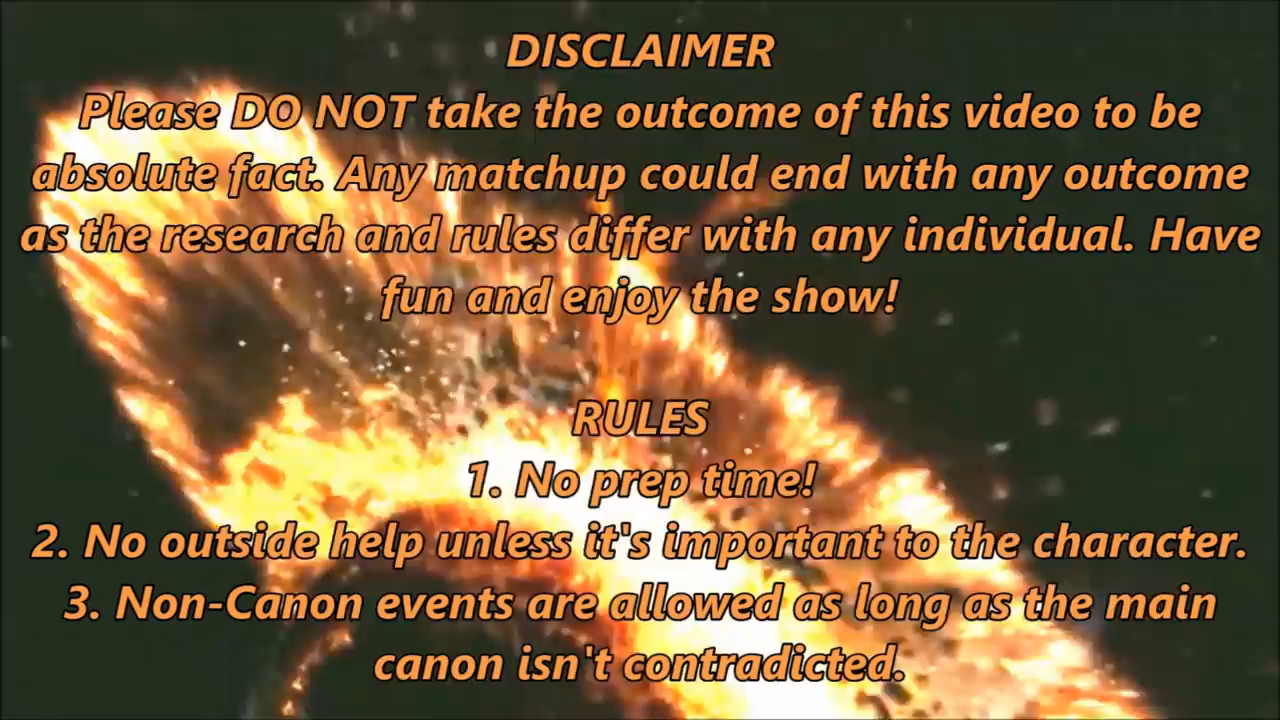 DISCLAIMER
Please DO NOT take the outcome of this video to be
absolute fact. Any matchup could end with any outcome
as the research and rules differ with any individual. Have
fun and enjoy the show!
RULES
1. No prep time!
2. No outside help unless it's important to the character.
3. Non-Canon events are allowed as long as the main
canon isn't contradicted.